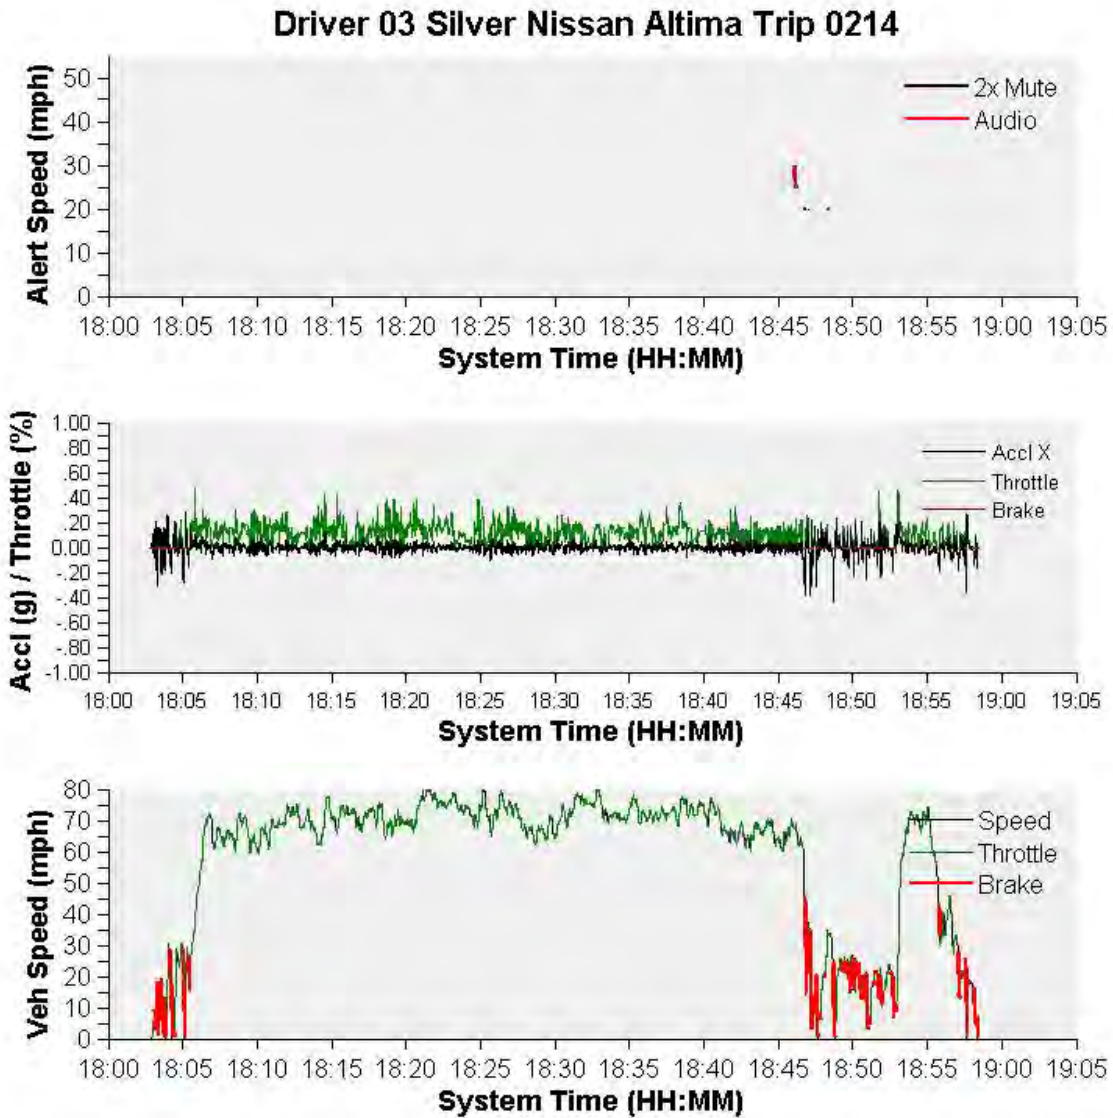 Driver 03 Silver Nissan Altima Trip 0214
Alert Speed (mph)
50
40
30
20
10
0
2x Mute
Audio
18:00 18:05 18:10 18:15 18:20 18:25 18:30 18:35 18:40 18:45 18:50 18:55 19:00 19:05
System Time (HH:MM)
Accl (g) / Throttle (%)
1.00
.80
.60
.40
.20
0.00
-.20
-.40
-.60
-.80
-1.00
Accl X
Throttle
Brake
18:00 18:05 18:10 18:15 18:20 18:25 18:30 18:35 18:40 18:45 18:50 18:55 19:00 19:05
System Time (HH:MM)
Veh Speed (mph)
80
70
60
50
40
30
20
10
0
Speed
Throttle
Brake
18:00 18:05 18:10 18:15 18:20 18:25 18:30 18:35 18:40 18:45 18:50 18:55 19:00 19:05
System Time (HH:MM)